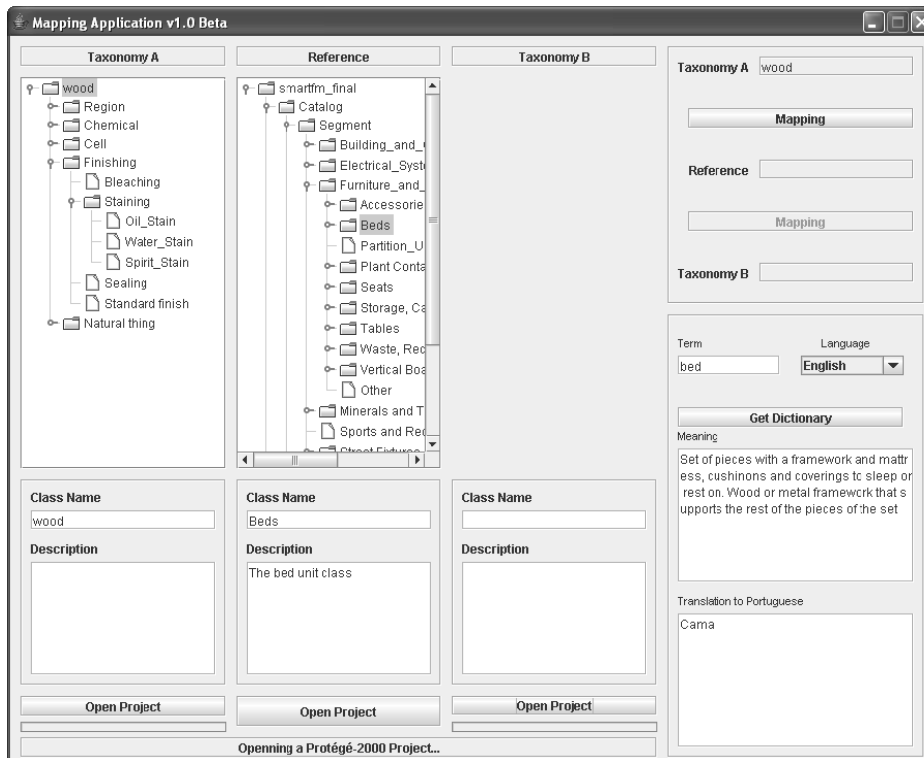 Mapping Application v1.0 Beta
Taxonomy A
wood
Region
Chemical
Cell
Finishing
Bleaching
Staining
Oil_Stain
Water_Stain
Spirit_Stain
Sealing
Standard finish
Natural thing
Class Name
wood
Description
Open Project
Reference
smartfm_final
Catalog
Segment
Building_and_
Electrical_Syst
Furniture_and_
Accessorie
Beds
Partition_U
Plant Conta
Seats
Storage, Ca
Tables
Waste, Rec
Vertical Boa
Other
Minerals and T
Sports and Rec
Street Fixtures
Class Name
Beds
Description
The bed unit class
Open Project
Taxonomy B
Class Name
Description
Open Project
Openning a Protégé-2000 Project...
Taxonomy A wood
Mapping
Reference
Mapping
Taxonomy B
Term Language
bed English
Get Dictionary
Meaning
Set of pieces with a framework and mattr
ess, cushinons and coverings to sleep or
rest on. Wood or metal framework that s
upports the rest of the pieces of the set
Translation to Portuguese
Cama